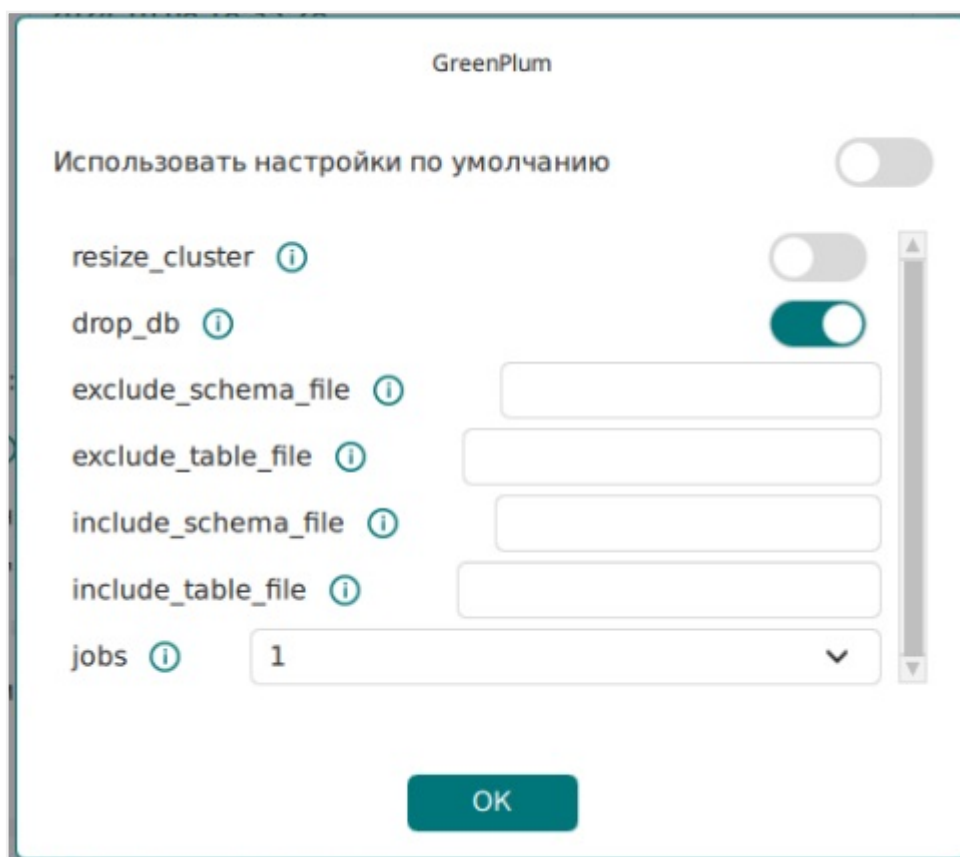 GreenPlum
Использовать настройки по умолчанию
resize_cluster
drop_db
exclude_schema_file
exclude_table_file
include_schema_file
include_table_file
jobs 1
OK